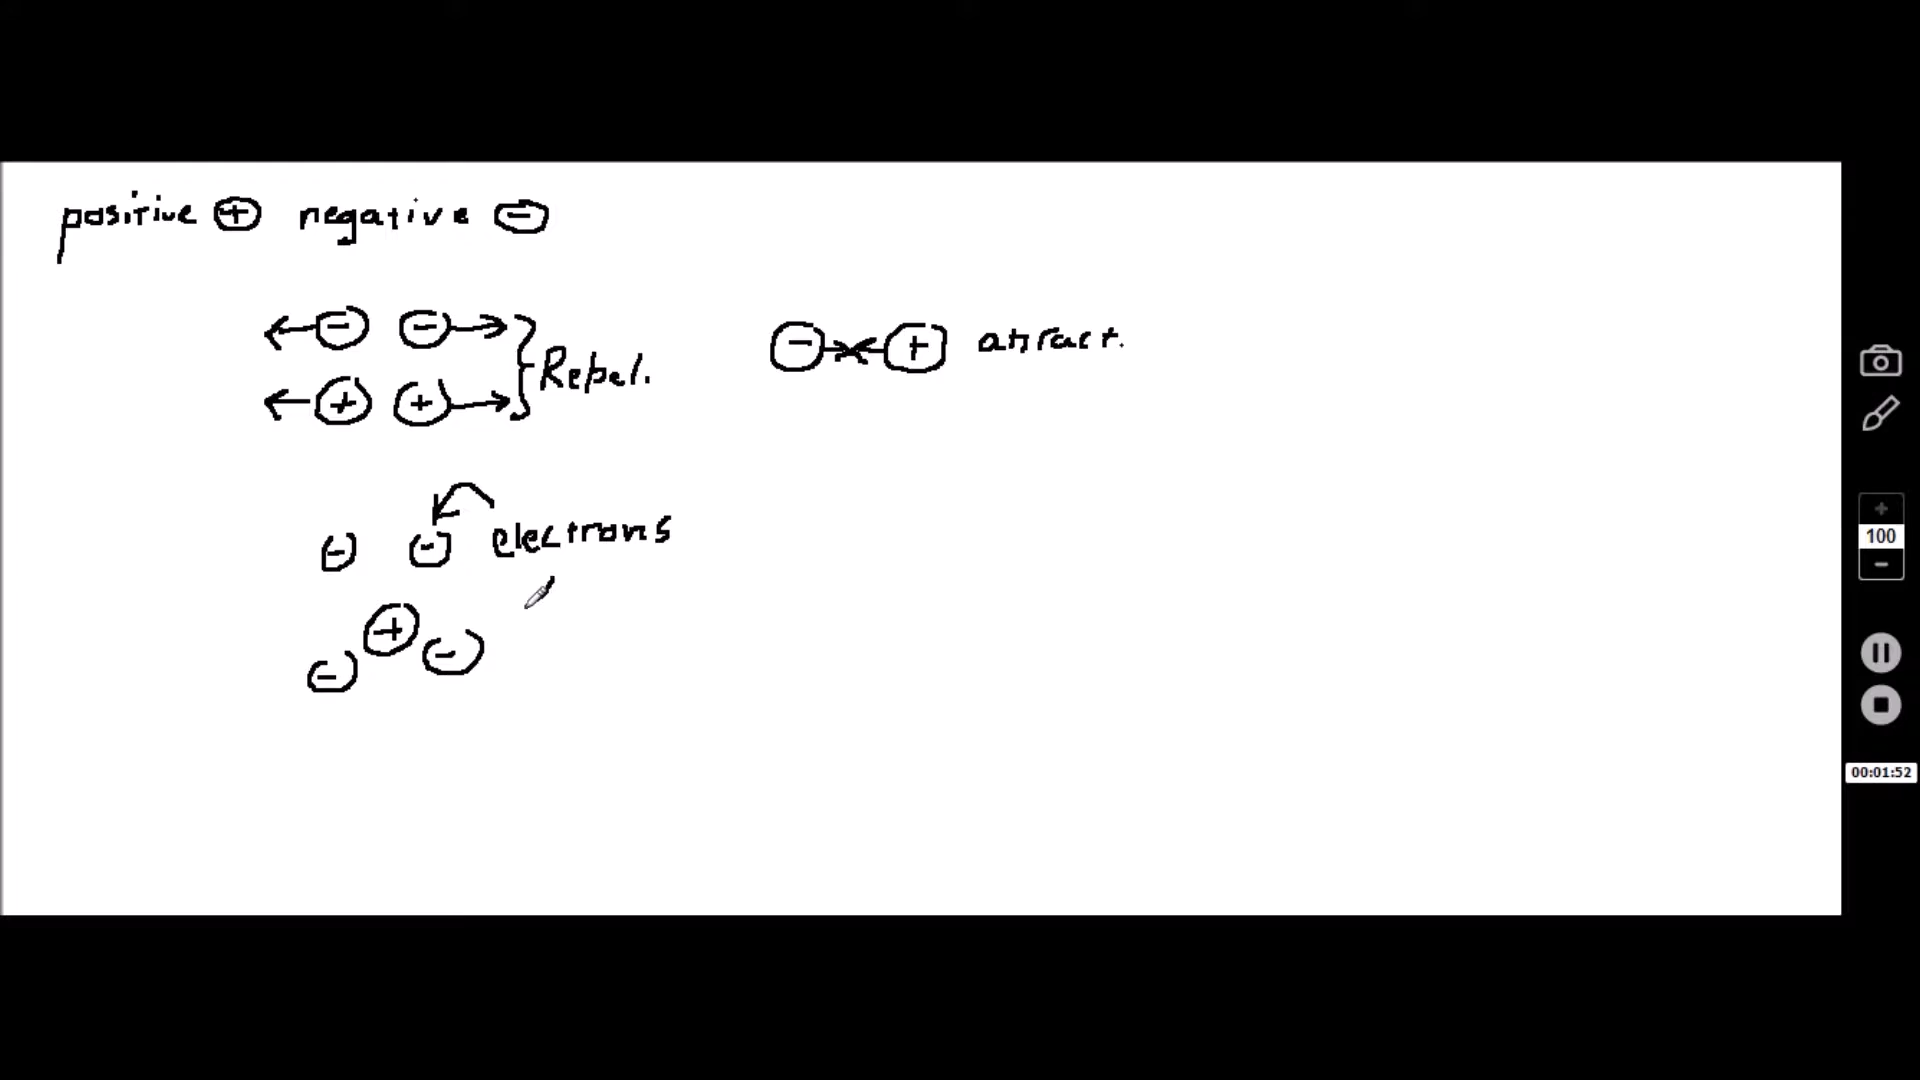 positive ⊕ negative ⊖
← ⊖ ⊖ →
← ⊕ ⊕ →
} Repel.
⊖ →← ⊕ attract.
⊖ ⊖ electrons
⊕
⊖ ⊖
100
00:01:52